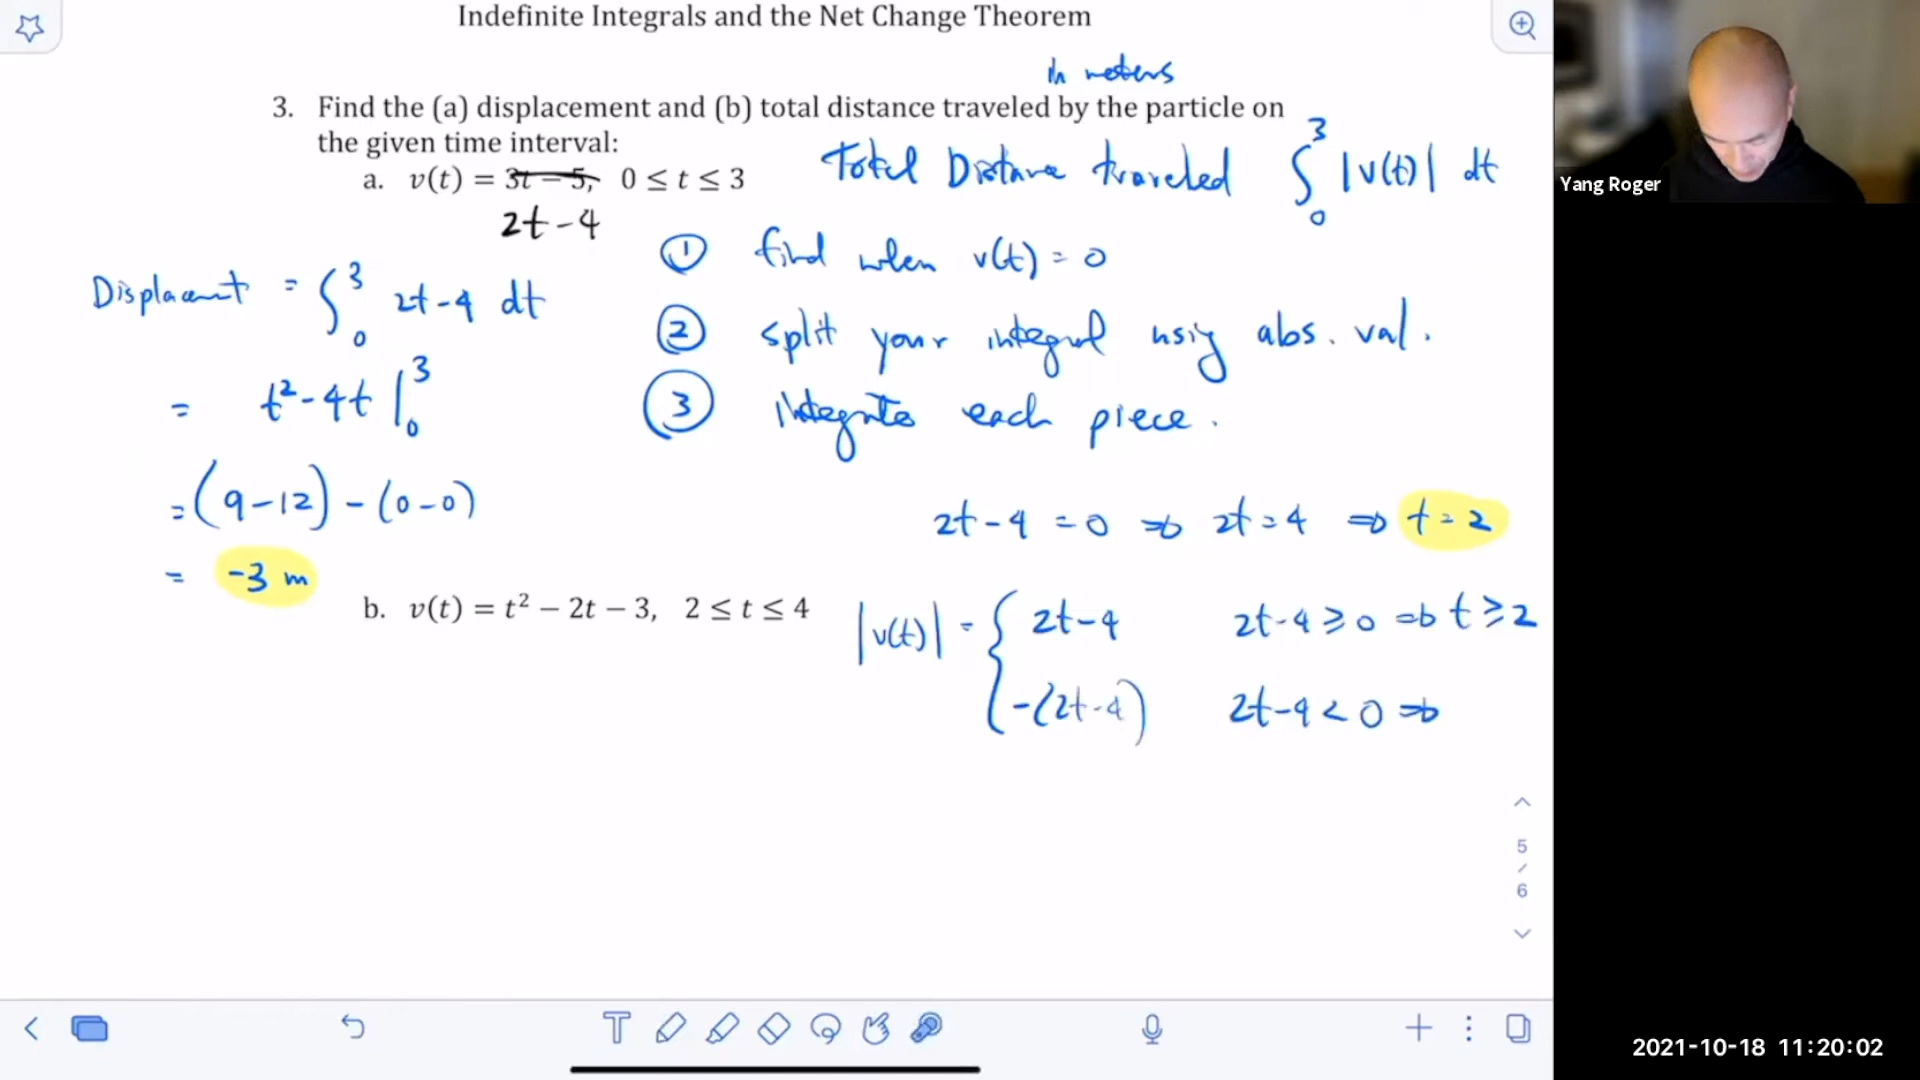 Indefinite Integrals and the Net Change Theorem
in meters
3. Find the (a) displacement and (b) total distance traveled by the particle on
the given time interval:
a. v(t) = 3t − 5, 0 ≤ t ≤ 3
2t - 4
Total Distance traveled ∫₀³ |v(t)| dt
① find when v(t) = 0
② split your integral using abs. val.
③ integrate each piece.
Displacent = ∫₀³ 2t-4 dt
= t² - 4t |₀³
= (9-12) - (0-0)
= -3 m
2t - 4 = 0 ⇒ 2t = 4 ⇒ t = 2
b. v(t) = t² − 2t − 3, 2 ≤ t ≤ 4
|v(t)| = { 2t-4 2t-4 ≥ 0 ⇒ t ≥ 2
-(2t-4) 2t-4 < 0 ⇒
5
/
6
T
Yang Roger
2021-10-18 11:20:02